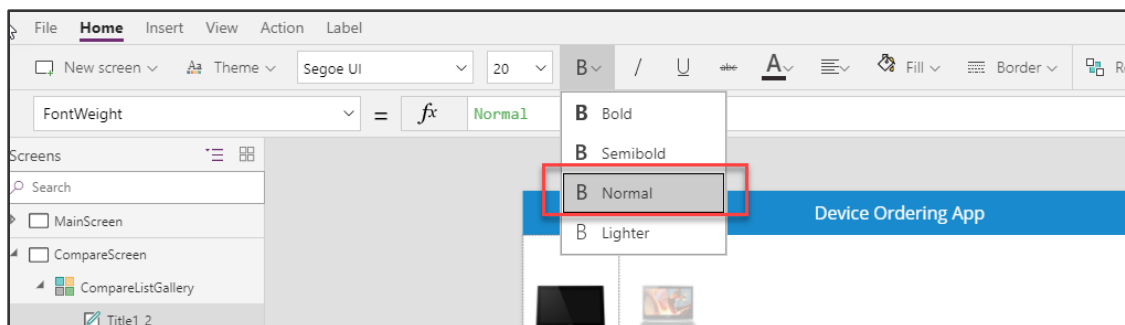 File Home Insert View Action Label
New screen Aa Theme Segoe UI 20 B / U abc A Fill Border
FontWeight = fx Normal
B Bold
B Semibold
B Normal
B Lighter
Screens
Search
MainScreen
CompareScreen
CompareListGallery
Title1_2
Device Ordering App